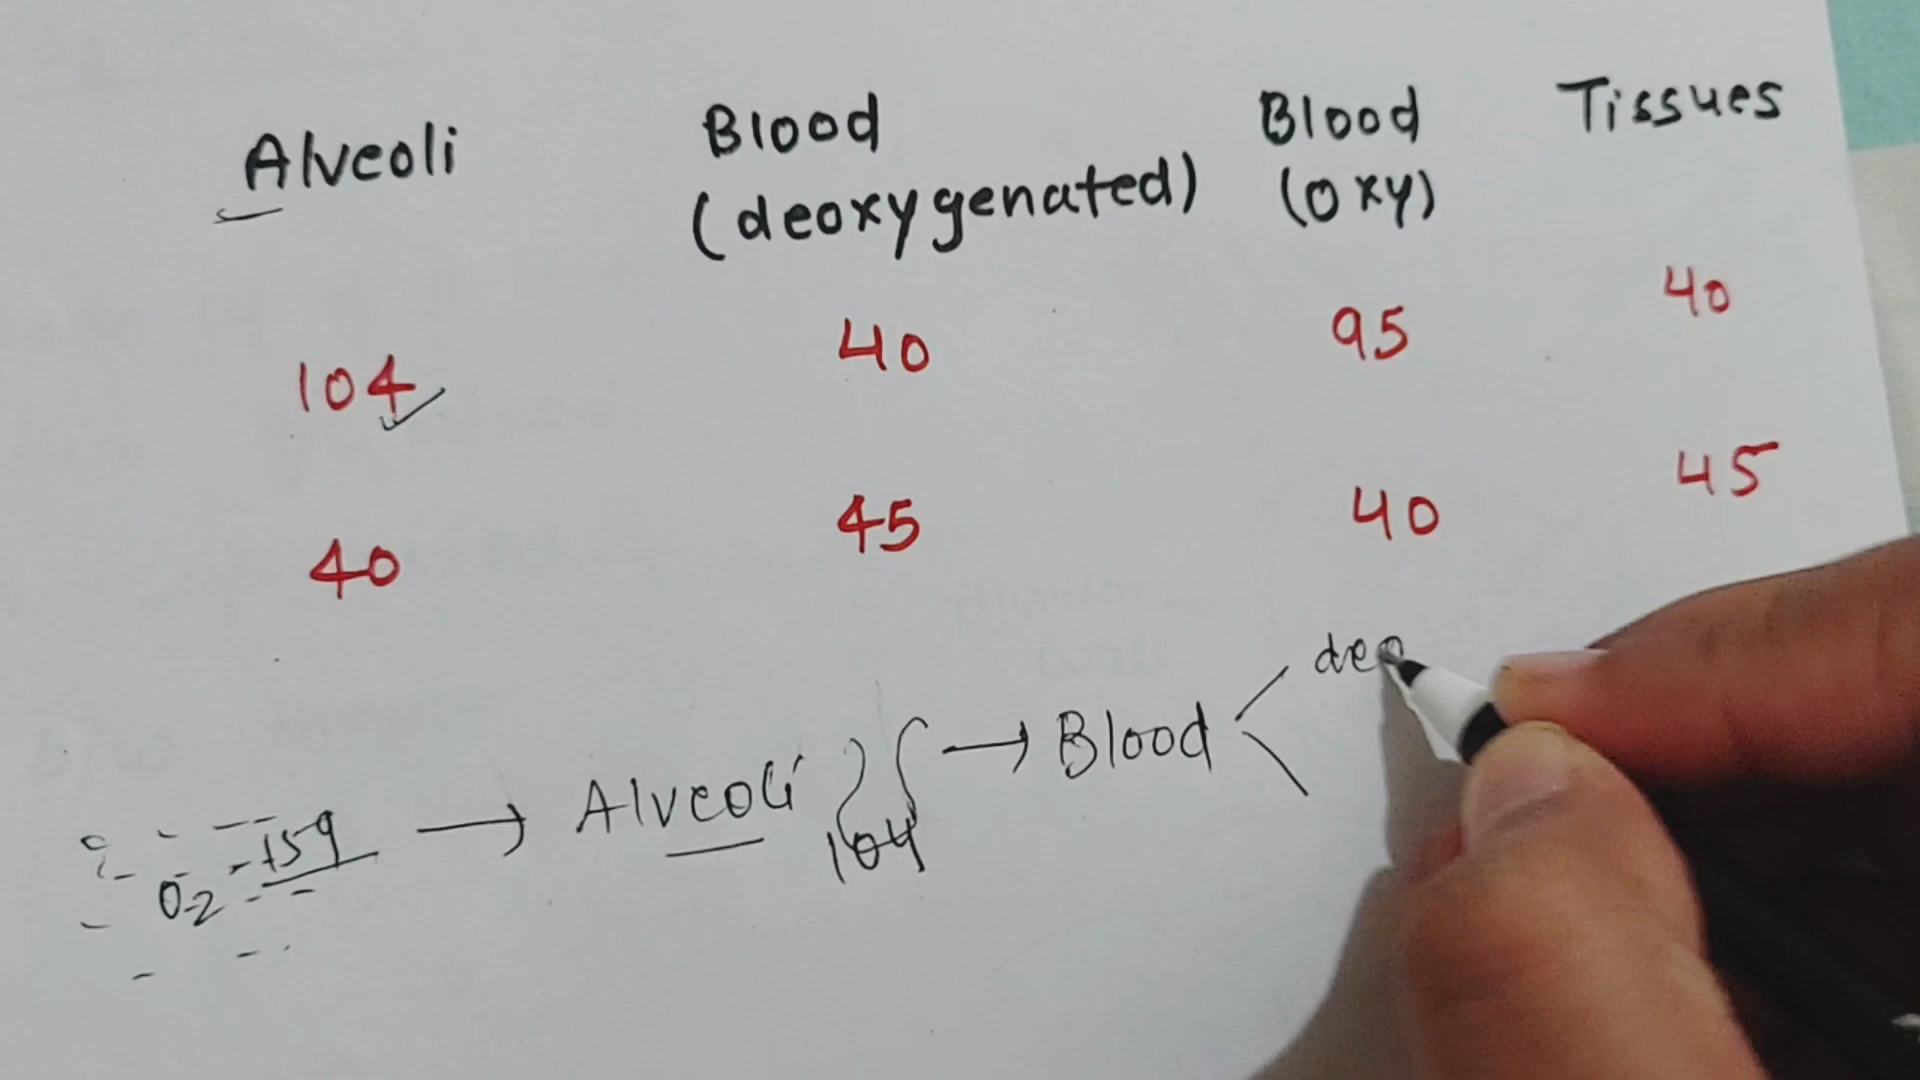 Alveoli Blood (deoxygenated) Blood (oxy) Tissues
104 40 95 40
40 45 40 45
O2 159 → Alveoli 104 → Blood deo